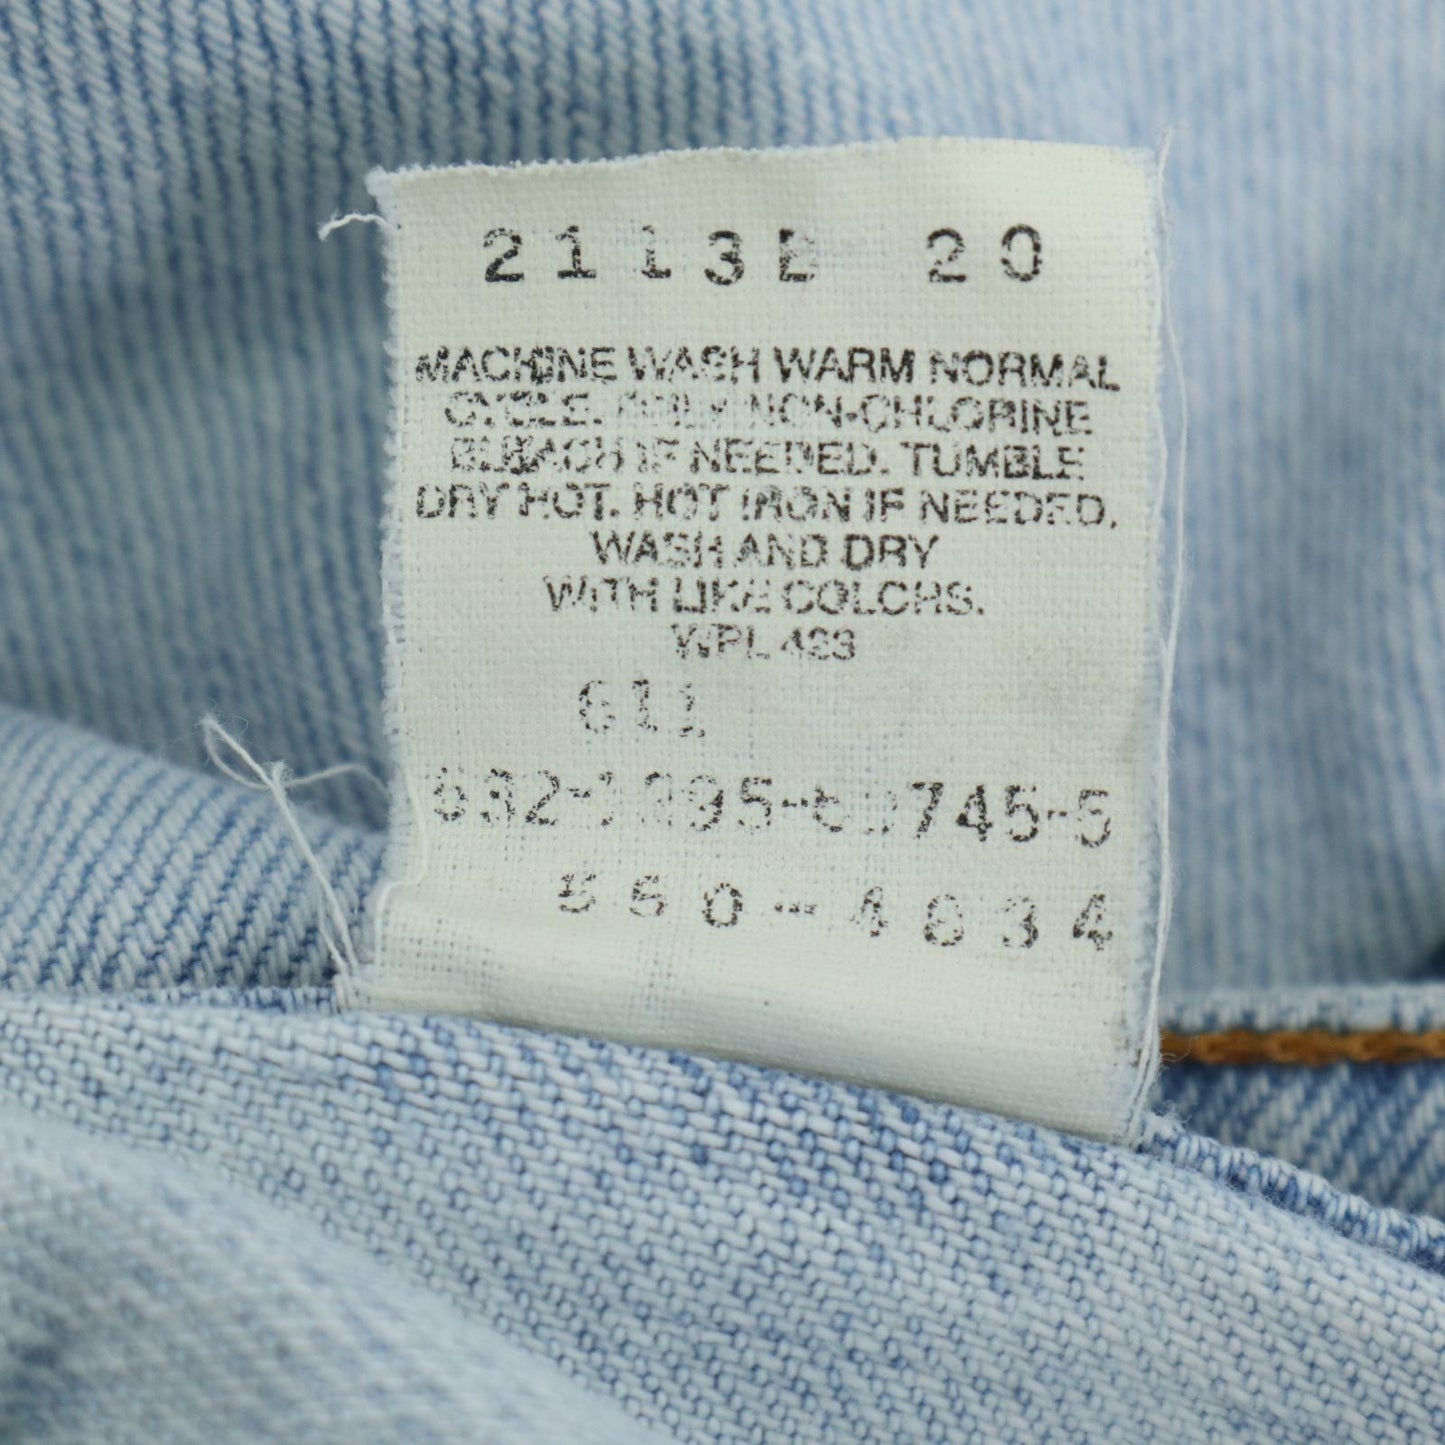 2113B 20
MACHINE WASH WARM NORMAL
CYCLE. ONLY NON-CHLORINE
BLEACH IF NEEDED. TUMBLE
DRY HOT. HOT IRON IF NEEDED.
WASH AND DRY
WITH LIKE COLORS.
WPL 423
611
550-4834